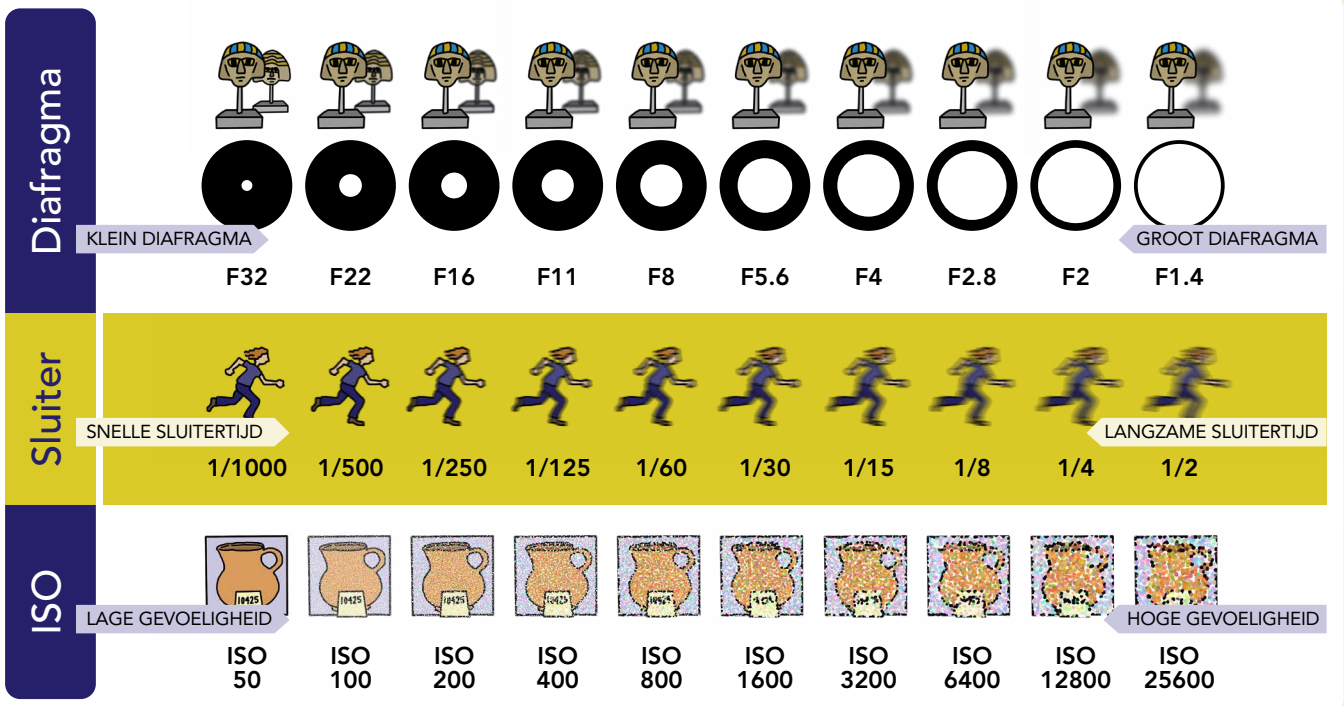 Diafragma
KLEIN DIAFRAGMA
GROOT DIAFRAGMA
F32 F22 F16 F11 F8 F5.6 F4 F2.8 F2 F1.4
Sluiter
SNELLE SLUITERTIJD
LANGZAME SLUITERTIJD
1/1000 1/500 1/250 1/125 1/60 1/30 1/15 1/8 1/4 1/2
ISO
10425 10425 10425 10425 10425
LAGE GEVOELIGHEID
HOGE GEVOELIGHEID
ISO ISO ISO ISO ISO ISO ISO ISO ISO ISO
50 100 200 400 800 1600 3200 6400 12800 25600